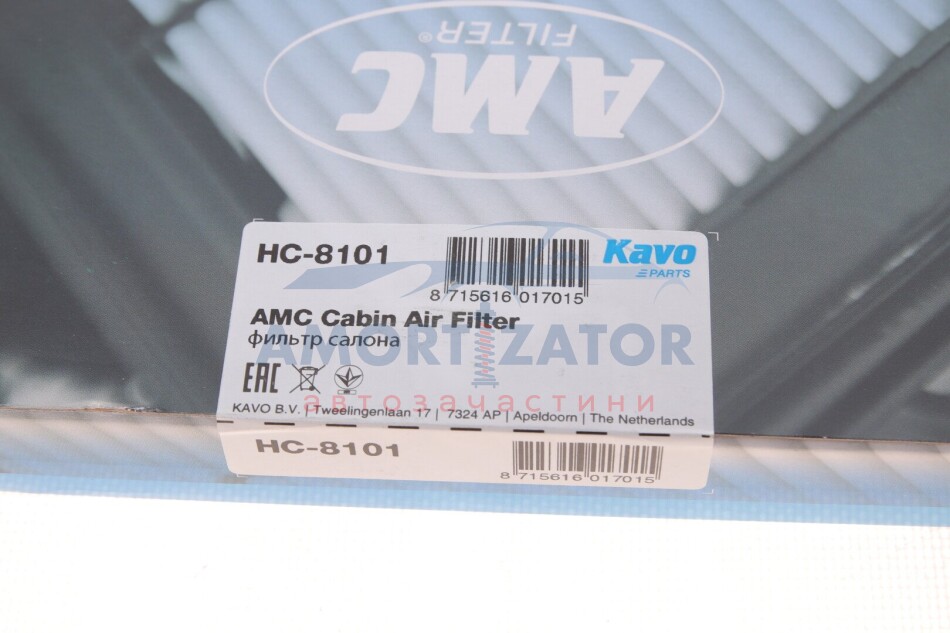 AMC
FILTER®
HC-8101
8 715616 017015
Kavo
PARTS
AMC Cabin Air Filter
фильтр салона
AMORTIZATOR
автозапчастини
EAC
KAVO B.V. | Tweelingenlaan 17 | 7324 AP | Apeldoorn | The Netherlands
HC-8101
8 715616 017015